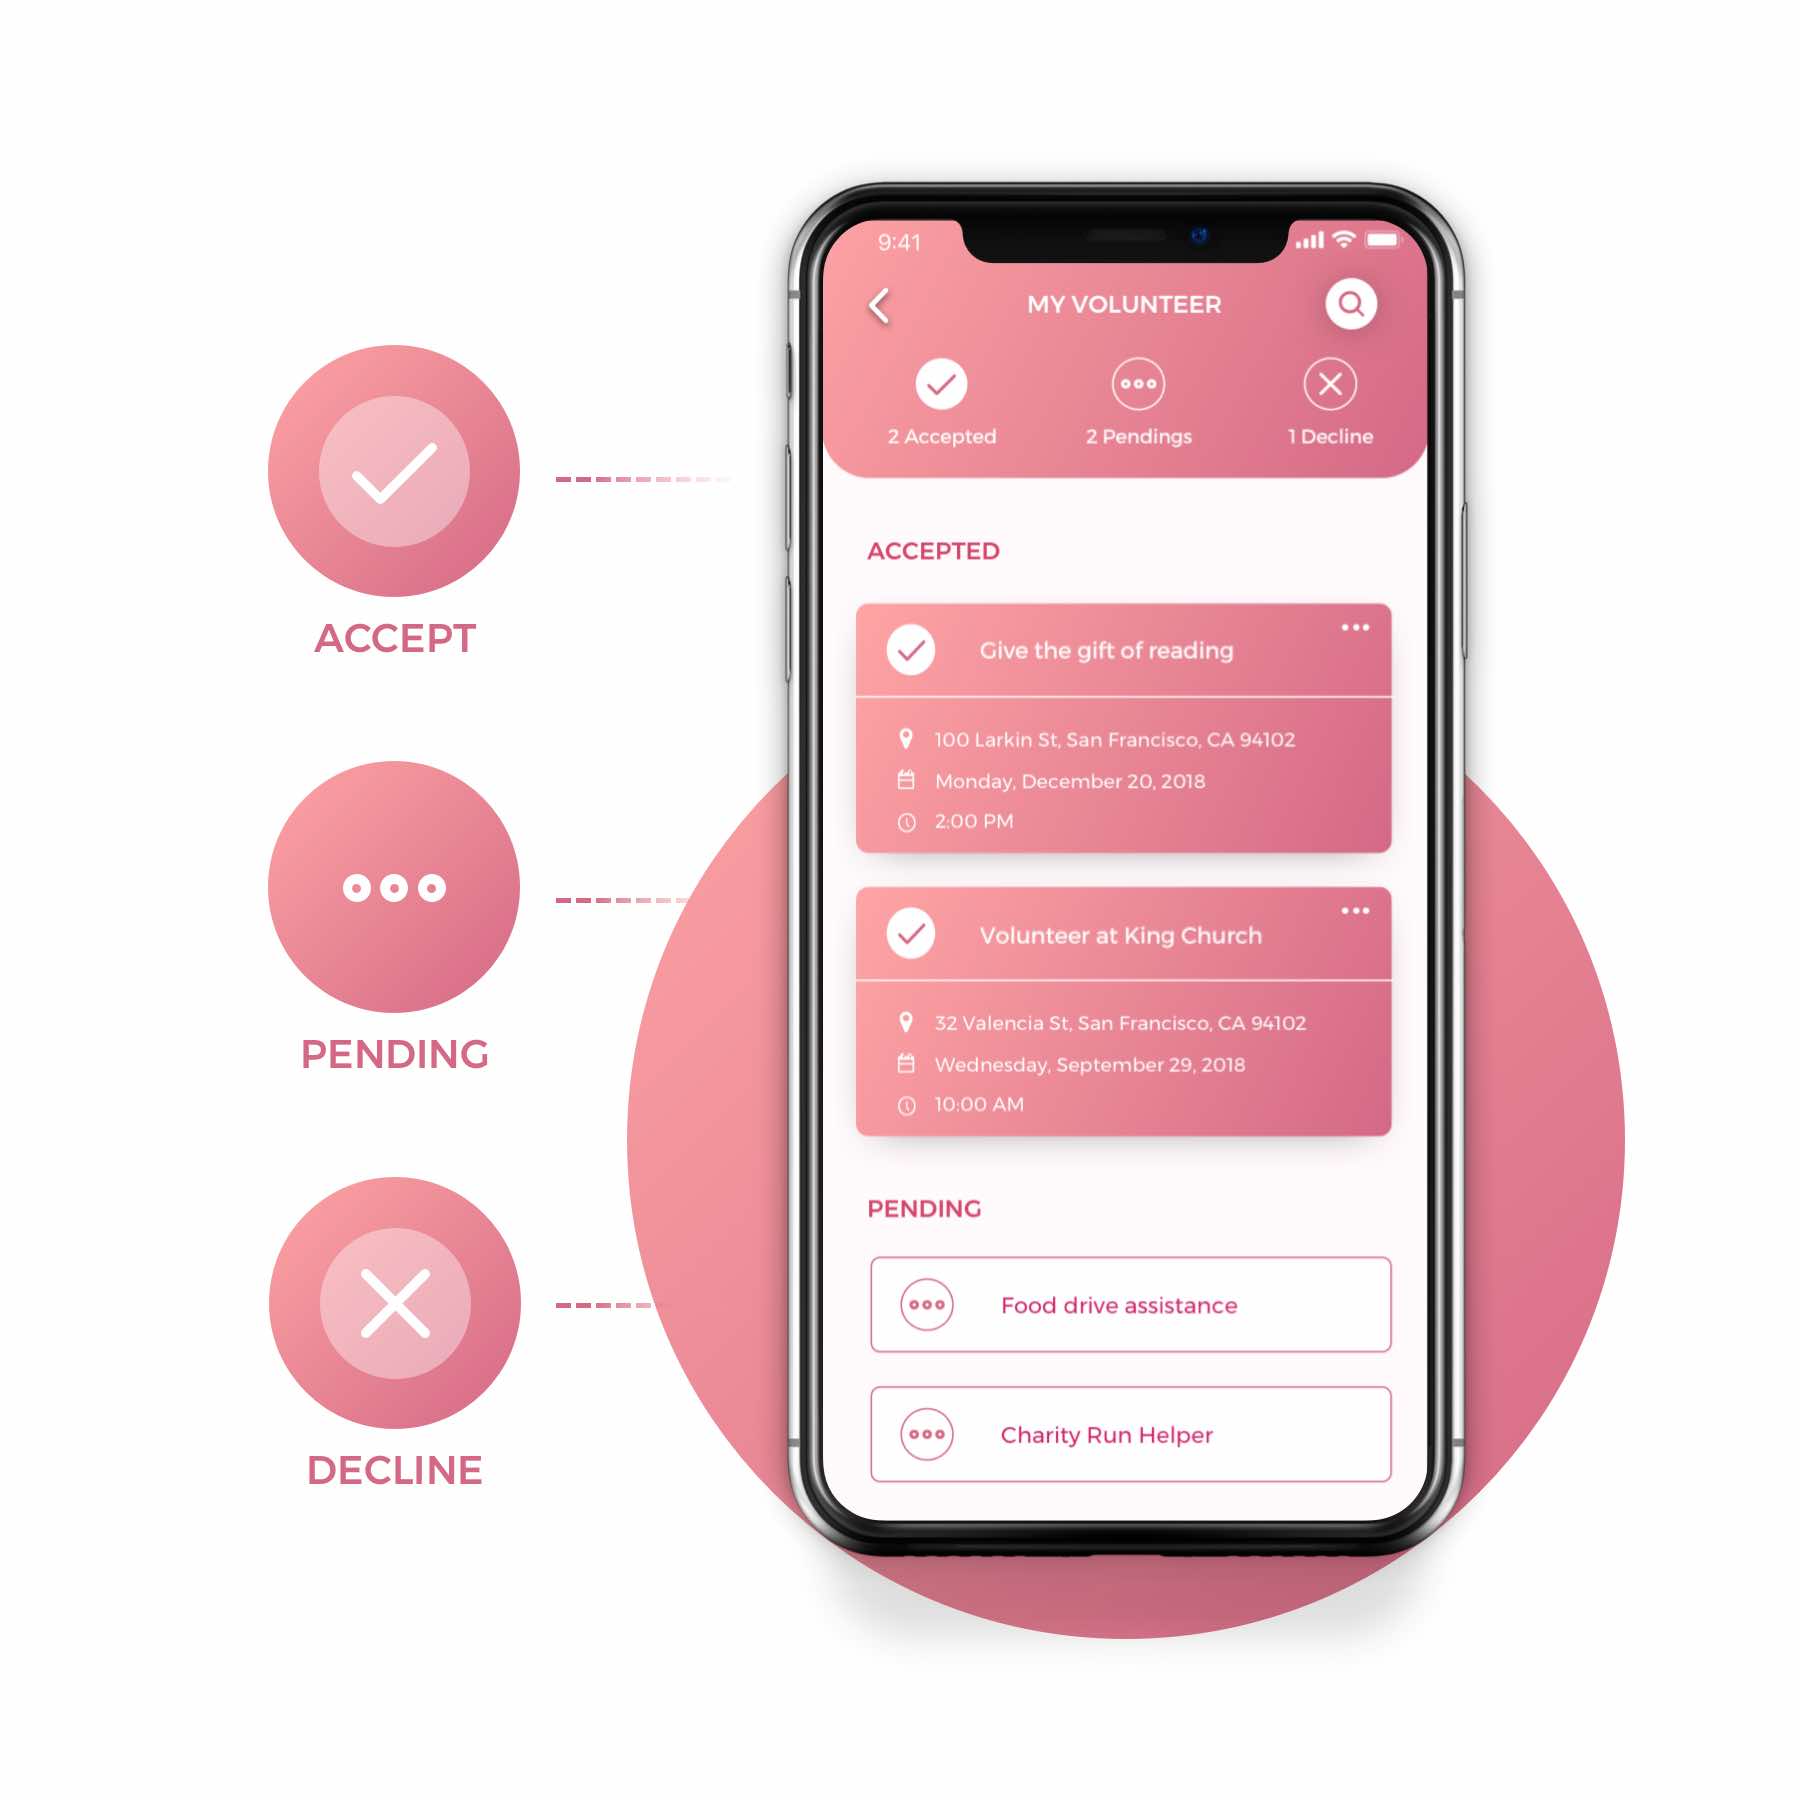 ACCEPT
PENDING
DECLINE
9:41
MY VOLUNTEER
2 Accepted
2 Pendings
1 Decline
ACCEPTED
Give the gift of reading
100 Larkin St, San Francisco, CA 94102
Monday, December 20, 2018
2:00 PM
Volunteer at King Church
32 Valencia St, San Francisco, CA 94102
Wednesday, September 29, 2018
10:00 AM
PENDING
Food drive assistance
Charity Run Helper